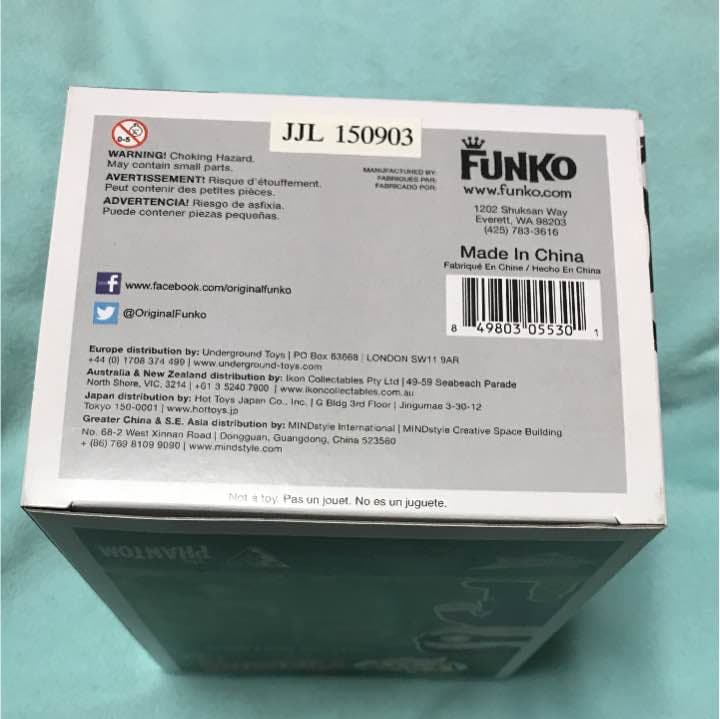 JJL 150903
0-5
WARNING! Choking Hazard.
May contain small parts.
AVERTISSEMENT! Risque d'étouffement.
Peut contenir des petites pièces.
ADVERTENCIA! Riesgo de asfixia.
Puede contener piezas pequeñas.
MANUFACTURED BY:
FABRIQUÉS PAR:
FABRICADO POR:
FUNKO
www.funko.com
1202 Shuksan Way
Everett, WA 98203
(425) 783-3616
Made In China
Fabriqué En Chine / Hecho En China
8 49803 05530 1
f www.facebook.com/originalfunko
@OriginalFunko
Europe distribution by: Underground Toys | PO Box 63668 | LONDON SW11 9AR
+44 (0) 1708 374 499 | www.underground-toys.com
Australia & New Zealand distribution by: Ikon Collectables Pty Ltd | 49-59 Seabeach Parade
North Shore, VIC, 3214 | +61 3 5240 7900 | www.ikoncollectables.com.au
Japan distribution by: Hot Toys Japan Co., Inc. | G Bldg 3rd Floor | Jingumae 3-30-12
Tokyo 150-0001 | www.hottoys.jp
Greater China & S.E. Asia distribution by: MINDstyle International | MINDstyle Creative Space Building
No. 68-2 West Xinnan Road | Dongguan, Guangdong, China 523560
+ (86) 769 8109 9090 | www.mindstyle.com
Not a toy. Pas un jouet. No es un juguete.
PHANTOM